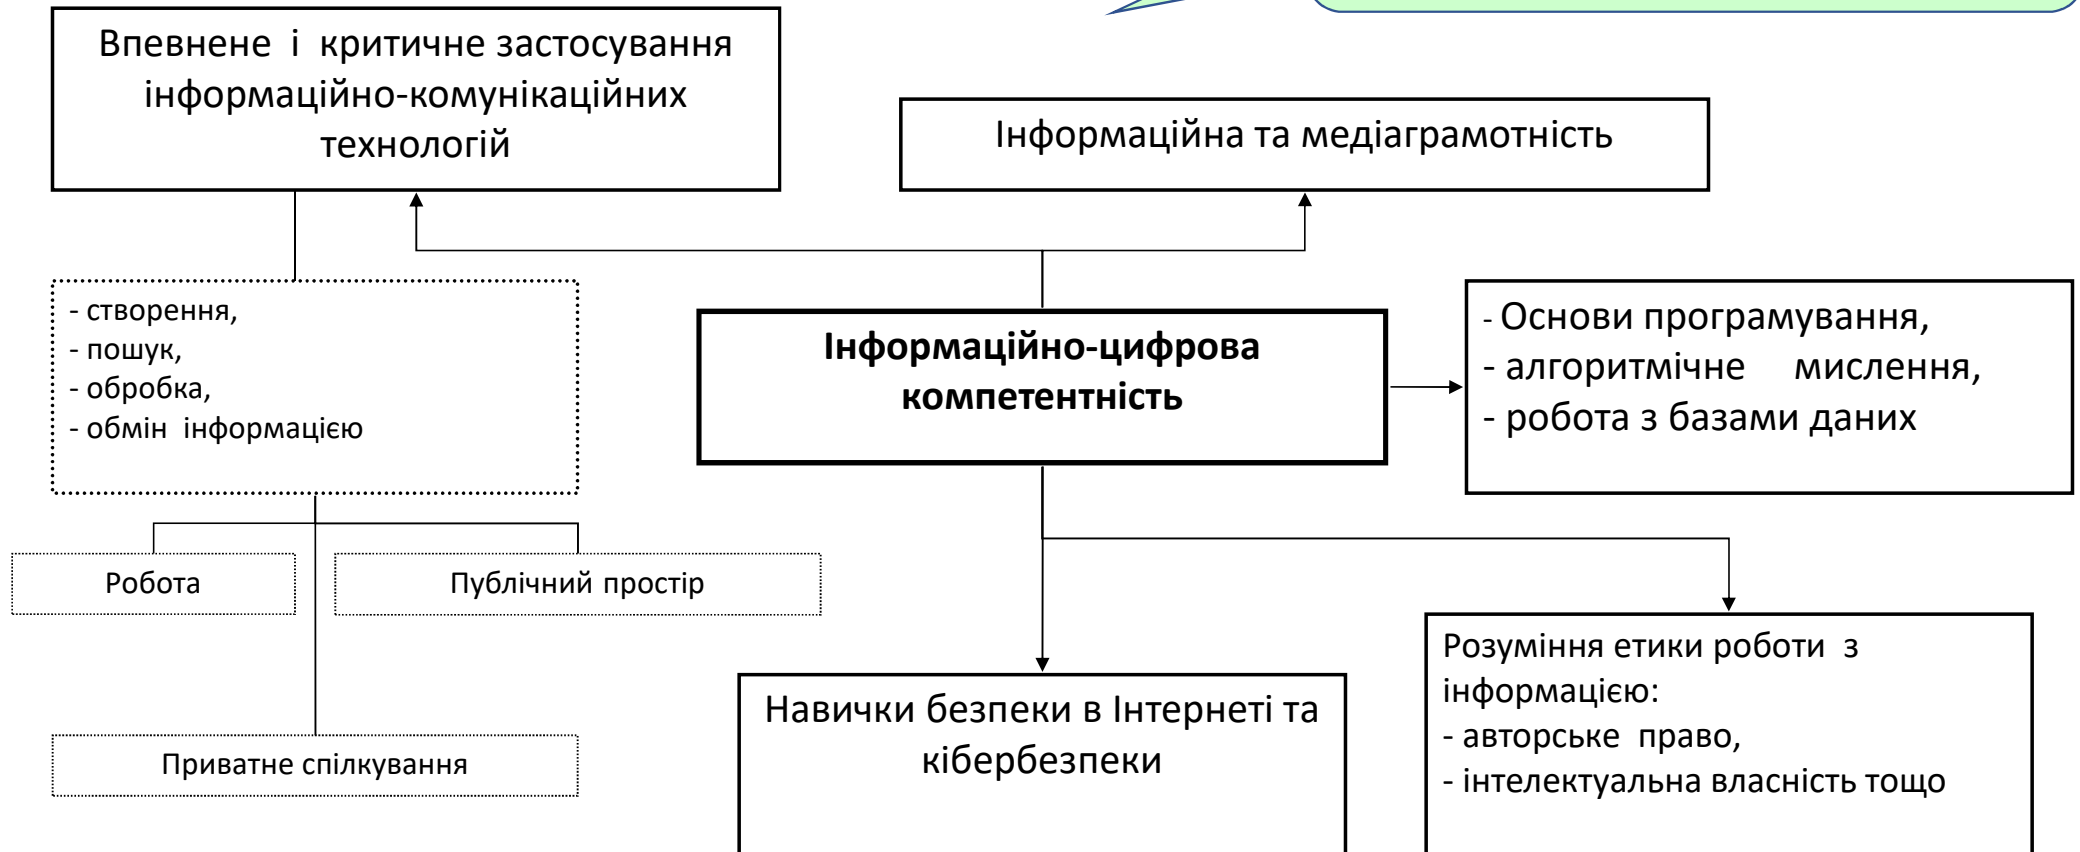 Впевнене і критичне застосування
інформаційно-комунікаційних
технологій
Інформаційна та медіаграмотність
- створення,
- пошук,
- обробка,
- обмін інформацією
Інформаційно-цифрова
компетентність
- Основи програмування,
- алгоритмічне мислення,
- робота з базами даних
Робота
Публічний простір
Приватне спілкування
Навички безпеки в Інтернеті та
кібербезпеки
Розуміння етики роботи з
інформацією:
- авторське право,
- інтелектуальна власність тощо